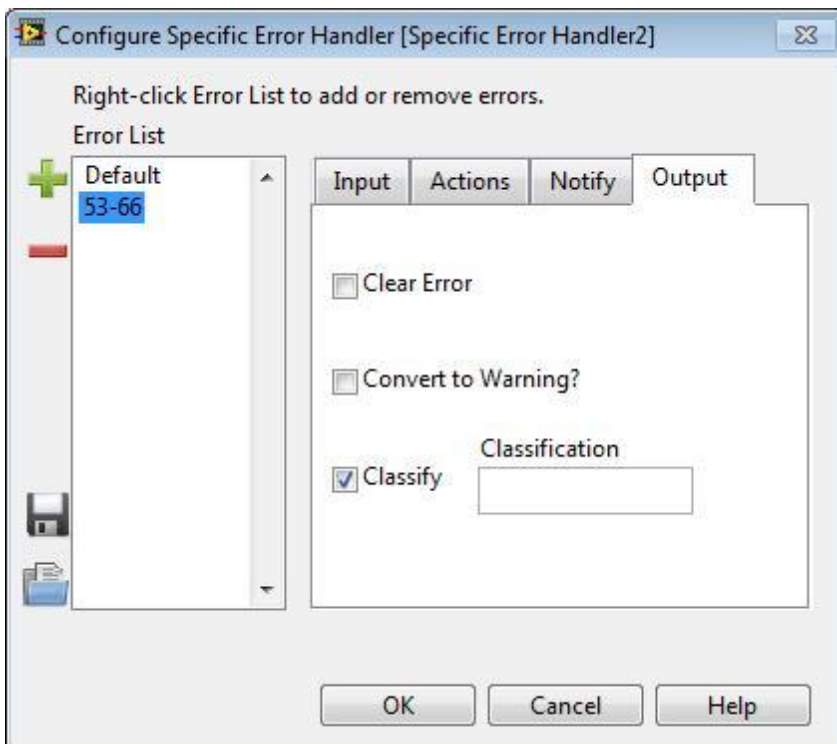 Configure Specific Error Handler [Specific Error Handler2]
Right-click Error List to add or remove errors.
Error List
Default
53-66
Input
Actions
Notify
Output
Clear Error
Convert to Warning?
Classification
Classify
OK
Cancel
Help